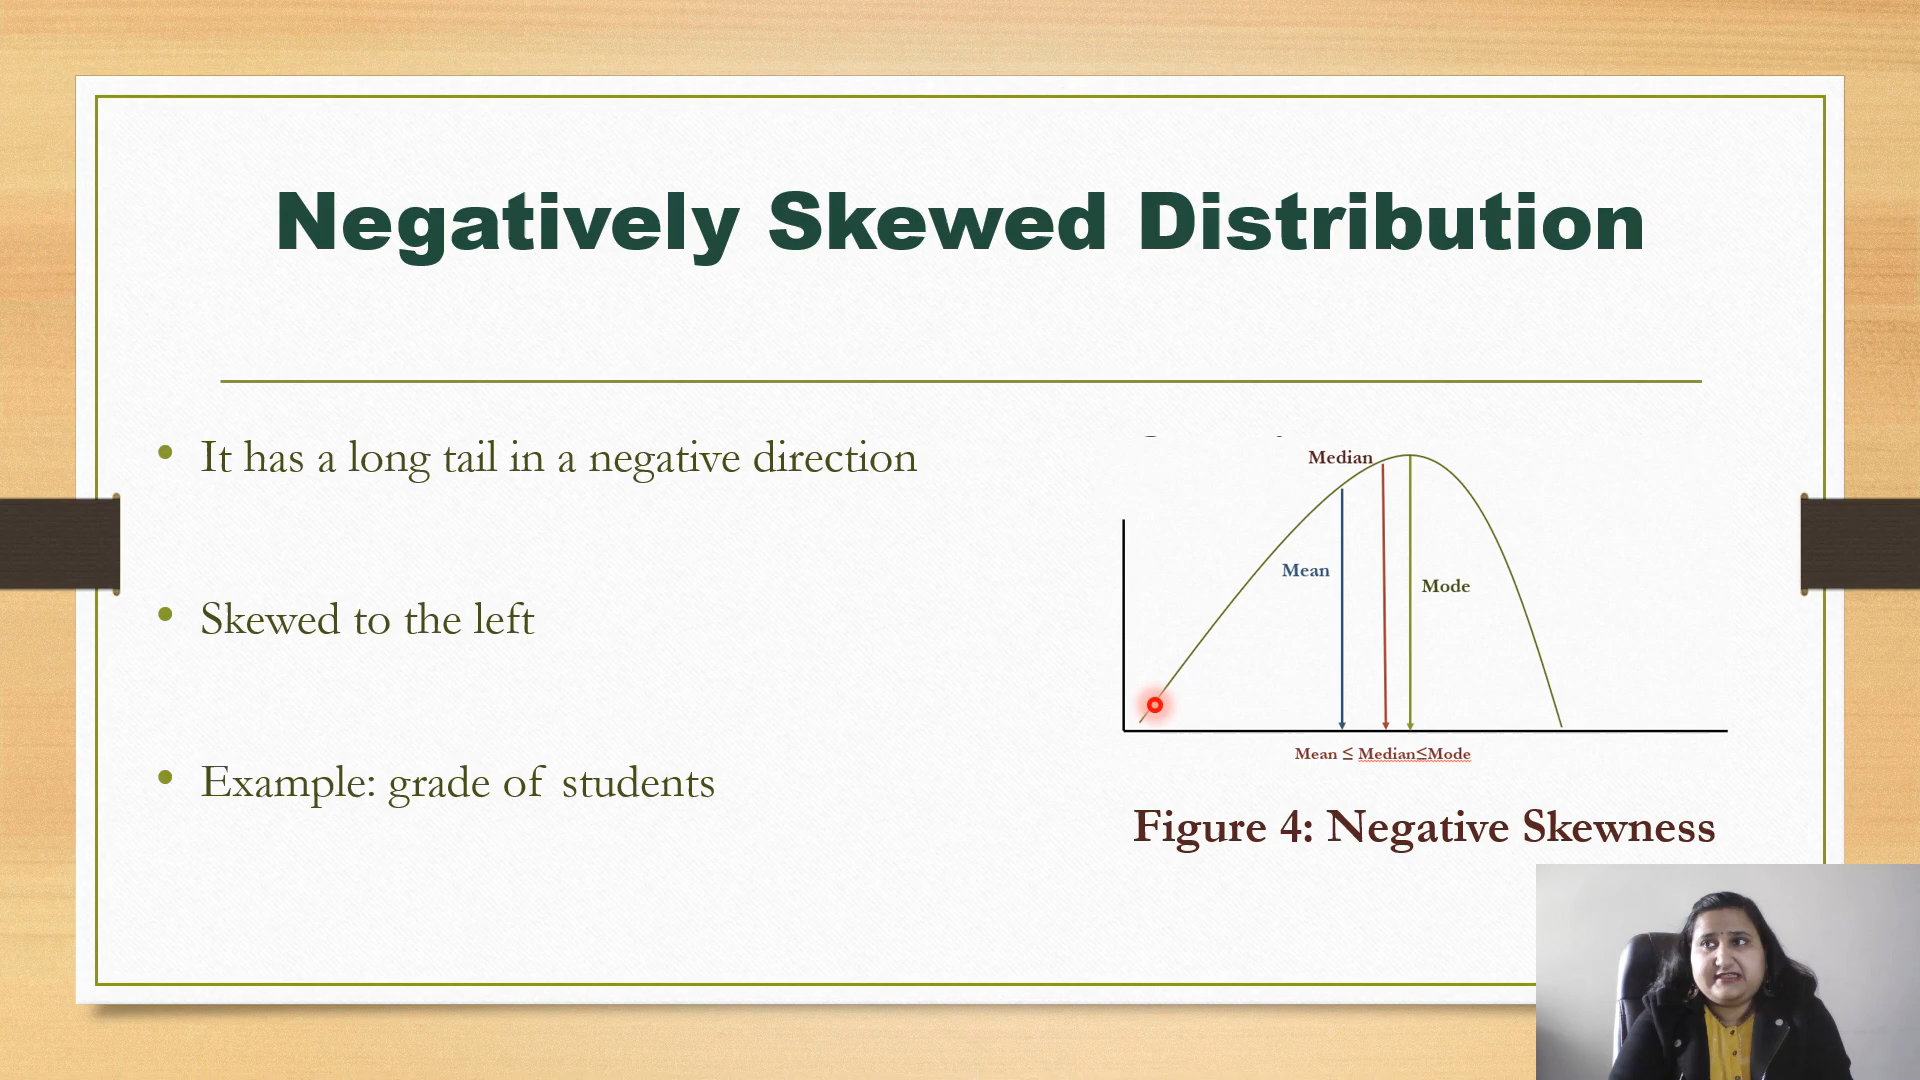 Negatively Skewed Distribution
• It has a long tail in a negative direction
• Skewed to the left
• Example: grade of students
Median
Mean
Mode
Mean ≤ Median≤Mode
Figure 4: Negative Skewness